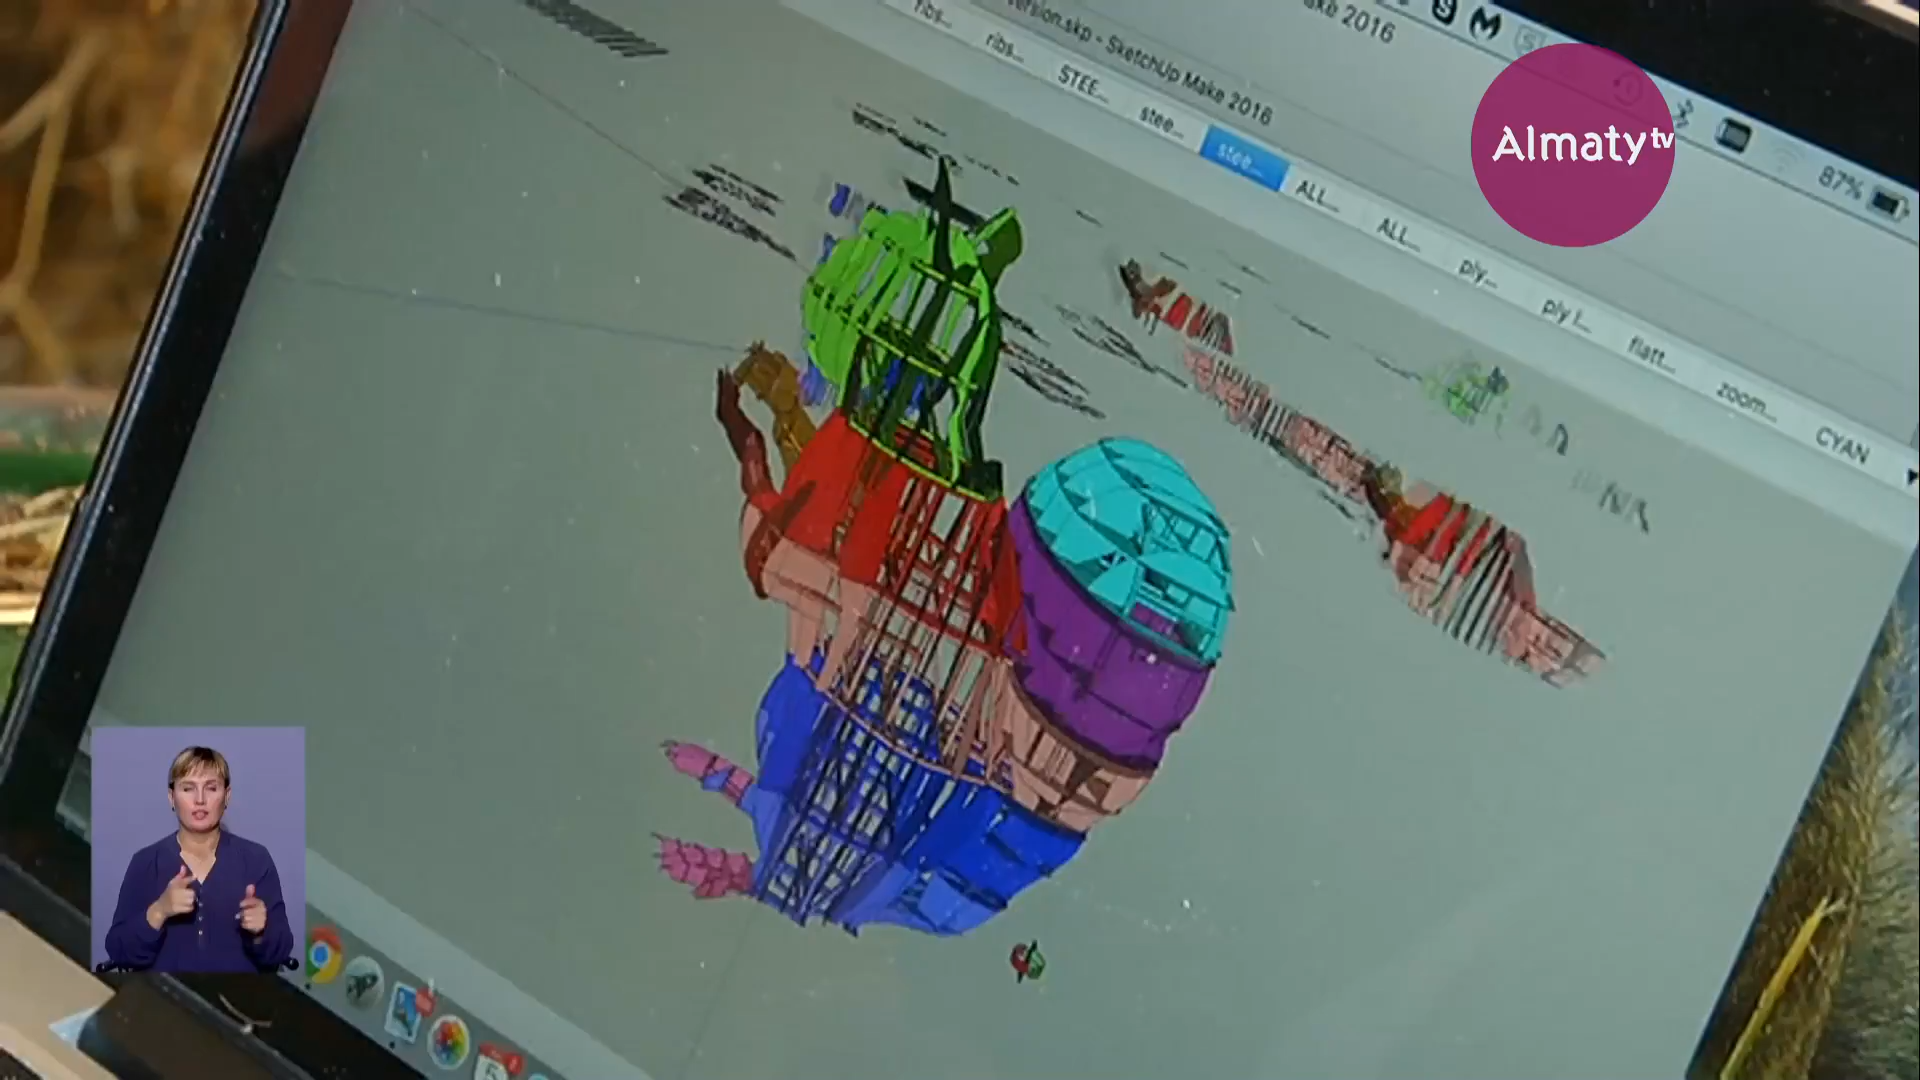 ake 2016
87%
version.skp - SketchUp Make 2016
ribs...
ribs...
STEE...
stee...
stee...
ALL...
ALL...
ply...
ply l...
flatt...
zoom...
CYAN
Almaty tv